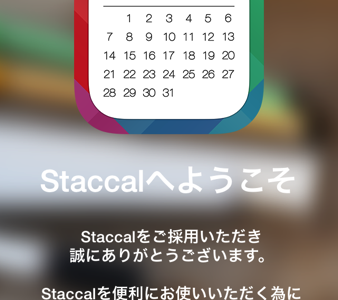 1 2 3 4 5 6
7 8 9 10 11 12 13
14 15 16 17 18 19 20
21 22 23 24 25 26 27
28 29 30 31
Staccalへようこそ
Staccalをご採用いただき
誠にありがとうございます。
Staccalを便利にお使いいただく為に